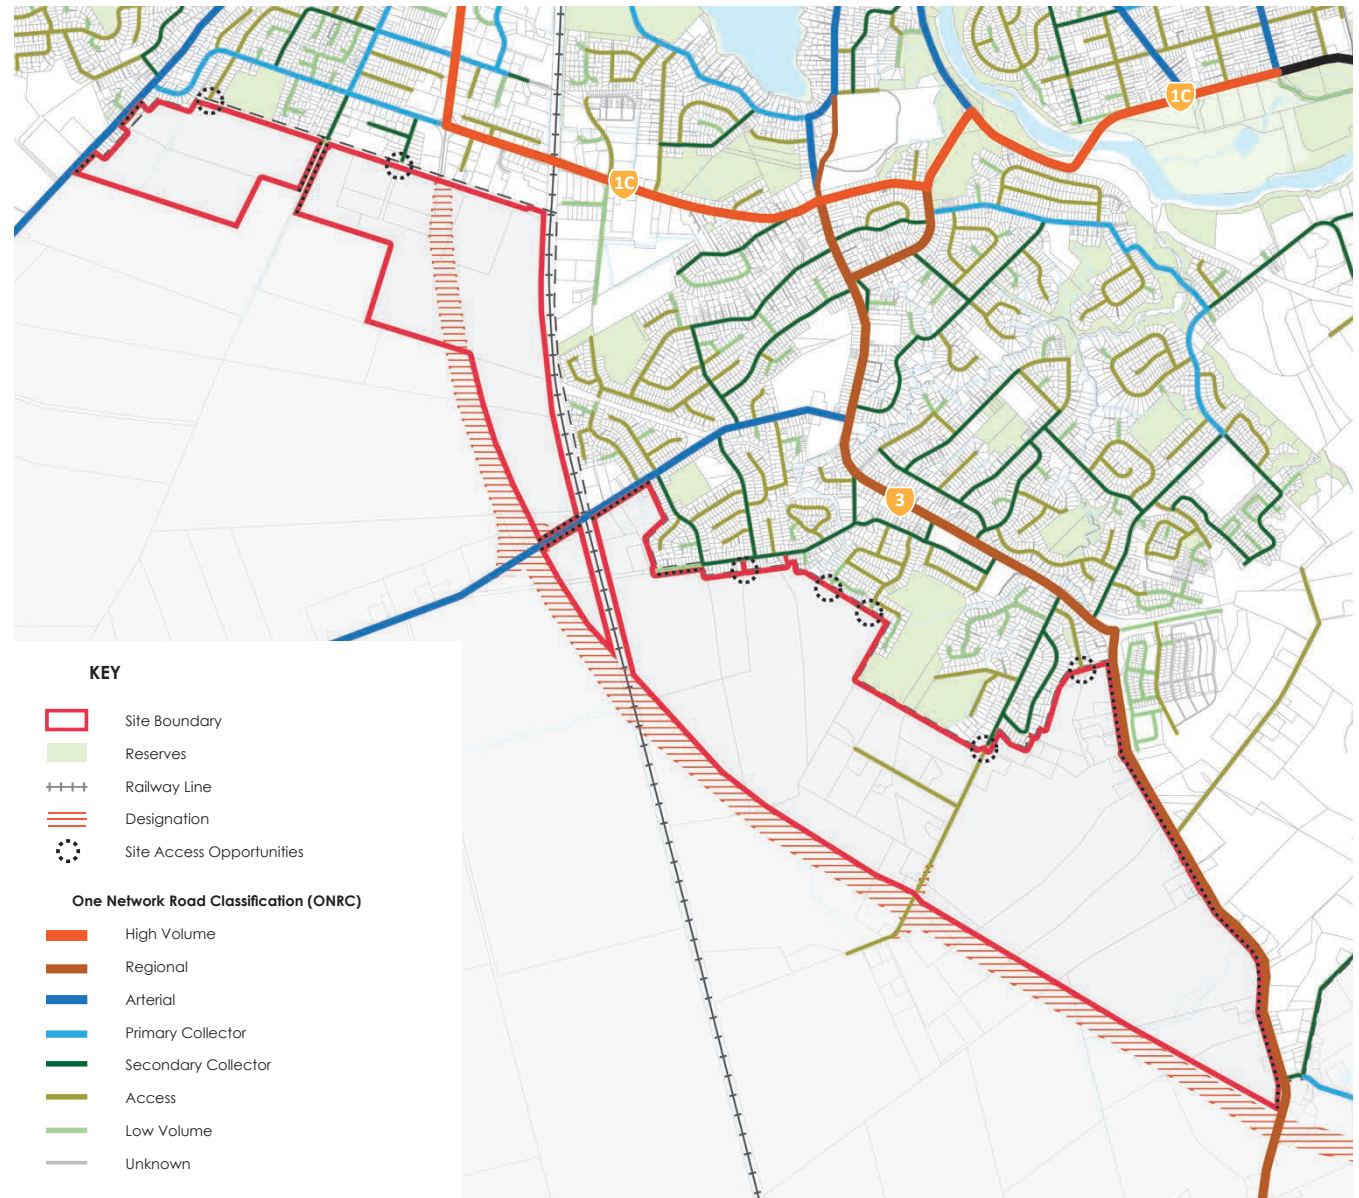 1C
1C
3
KEY
Site Boundary
Reserves
Railway Line
Designation
Site Access Opportunities
One Network Road Classification (ONRC)
High Volume
Regional
Arterial
Primary Collector
Secondary Collector
Access
Low Volume
Unknown